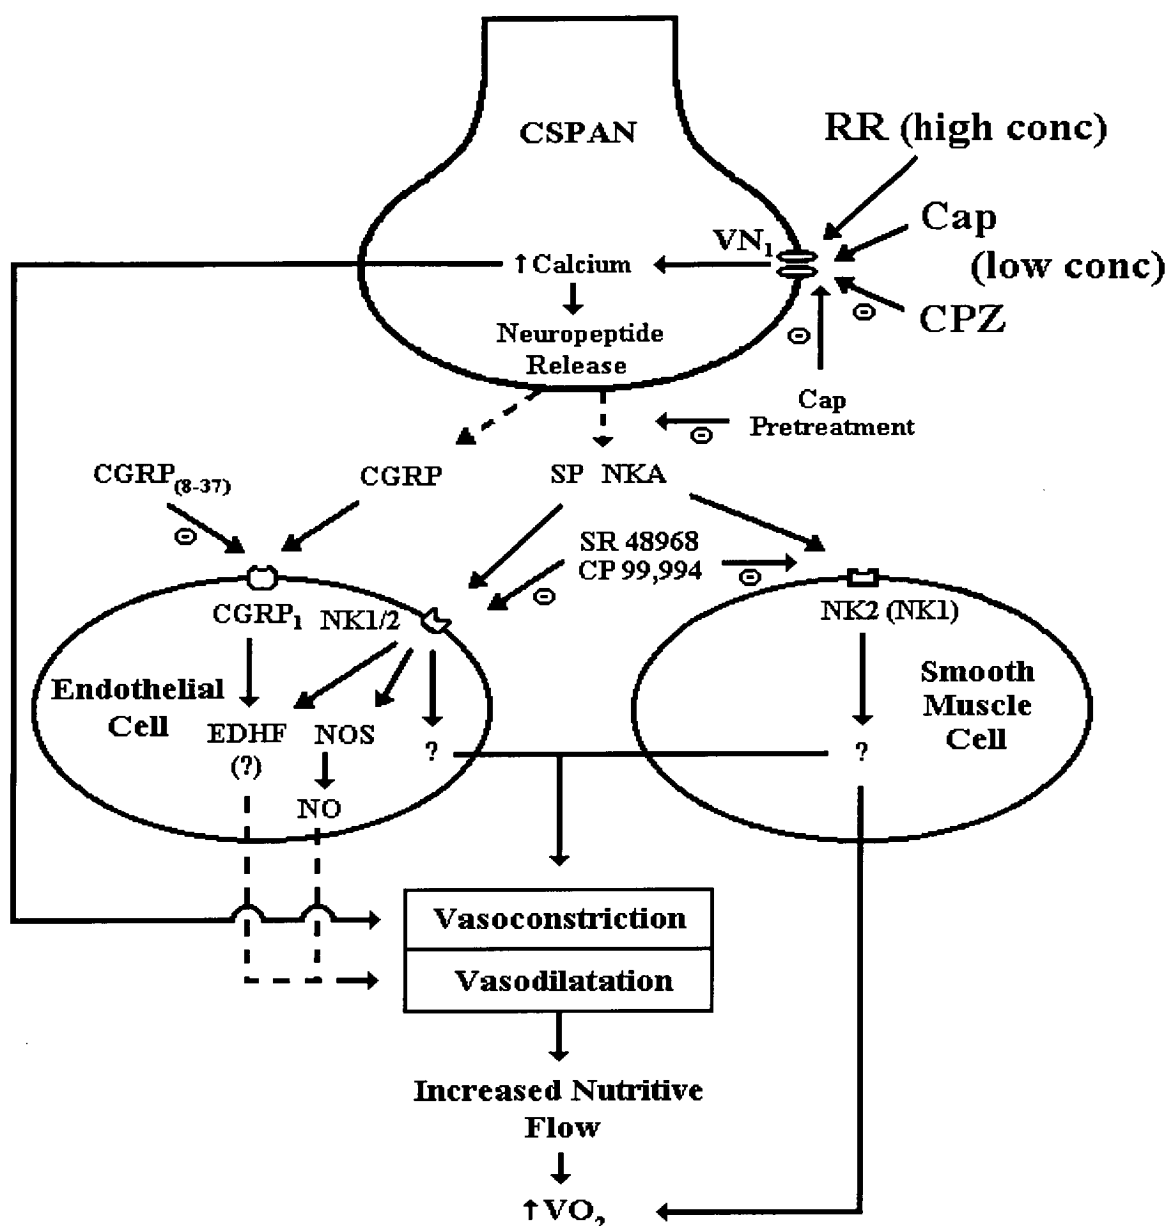 CSPAN
RR (high conc)
Cap
(low conc)
CPZ
VN1
↑Calcium
Neuropeptide
Release
⊖
⊖
Cap
Pretreatment
⊖
CGRP(8-37)
CGRP
SP NKA
⊖
SR 48968
CP 99,994
⊖
⊖
CGRP1
NK1/2
NK2 (NK1)
Endothelial
Cell
Smooth
Muscle
Cell
EDHF
(?)
NOS
?
?
NO
Vasoconstriction
Vasodilatation
Increased Nutritive
Flow
↑VO2